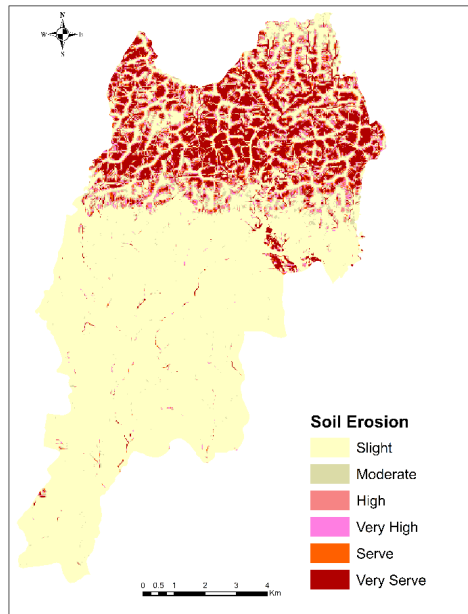 N
W E
S
Soil Erosion
Slight
Moderate
High
Very High
Serve
Very Serve
0 0.5 1 2 3 4
Km